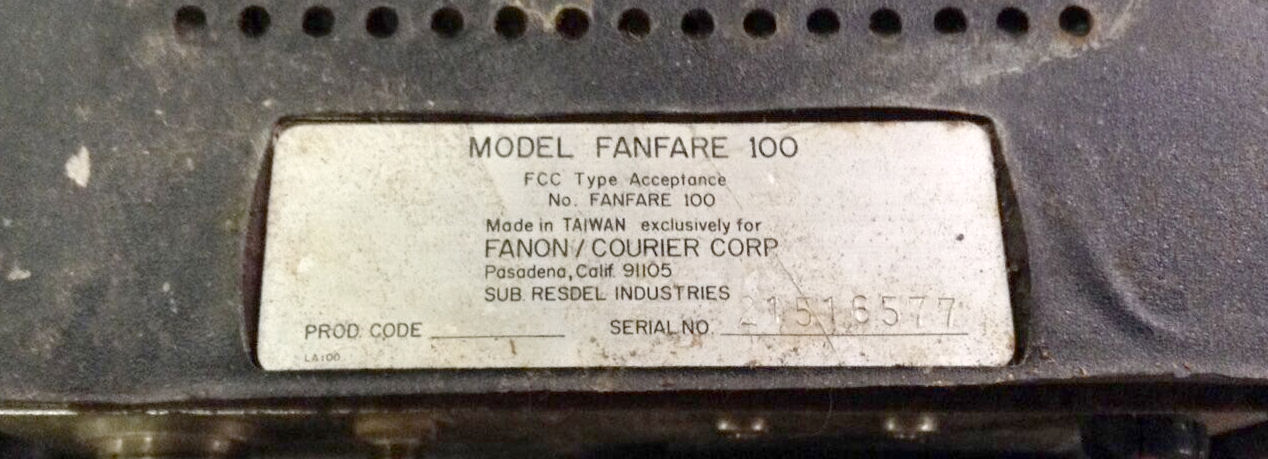 MODEL FANFARE 100
FCC Type Acceptance
No. FANFARE 100
Made in TAIWAN exclusively for
FANON/COURIER CORP
Pasadena, Calif. 91105
SUB. RESDEL INDUSTRIES
PROD. CODE SERIAL NO. 21516577
LA100